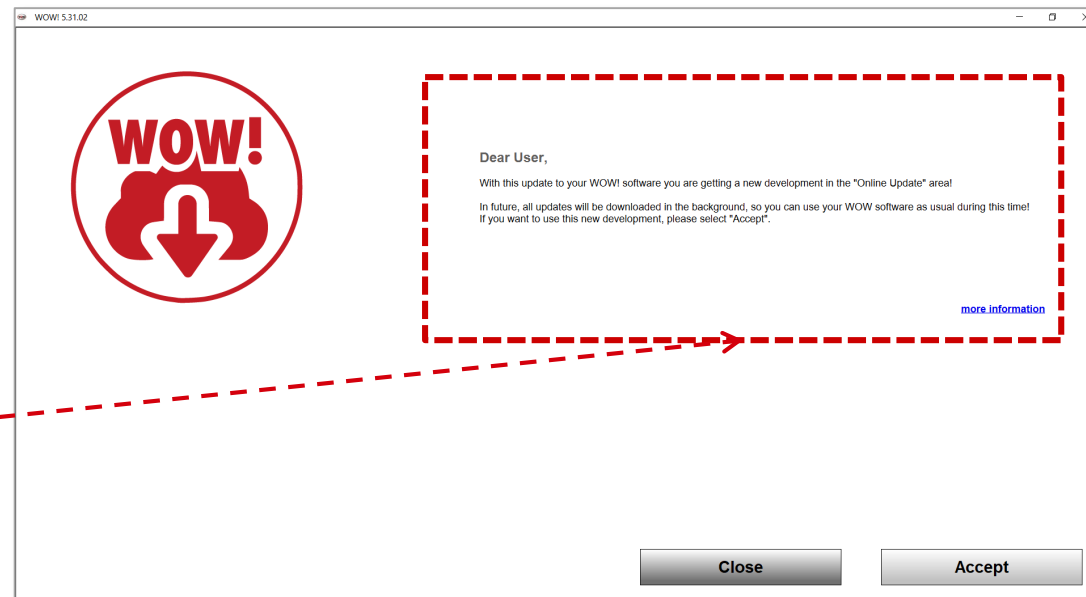 WOW! 5.31.02
WOW!
Dear User,
With this update to your WOW! software you are getting a new development in the "Online Update" area!
In future, all updates will be downloaded in the background, so you can use your WOW software as usual during this time!
If you want to use this new development, please select "Accept".
more information
Close
Accept